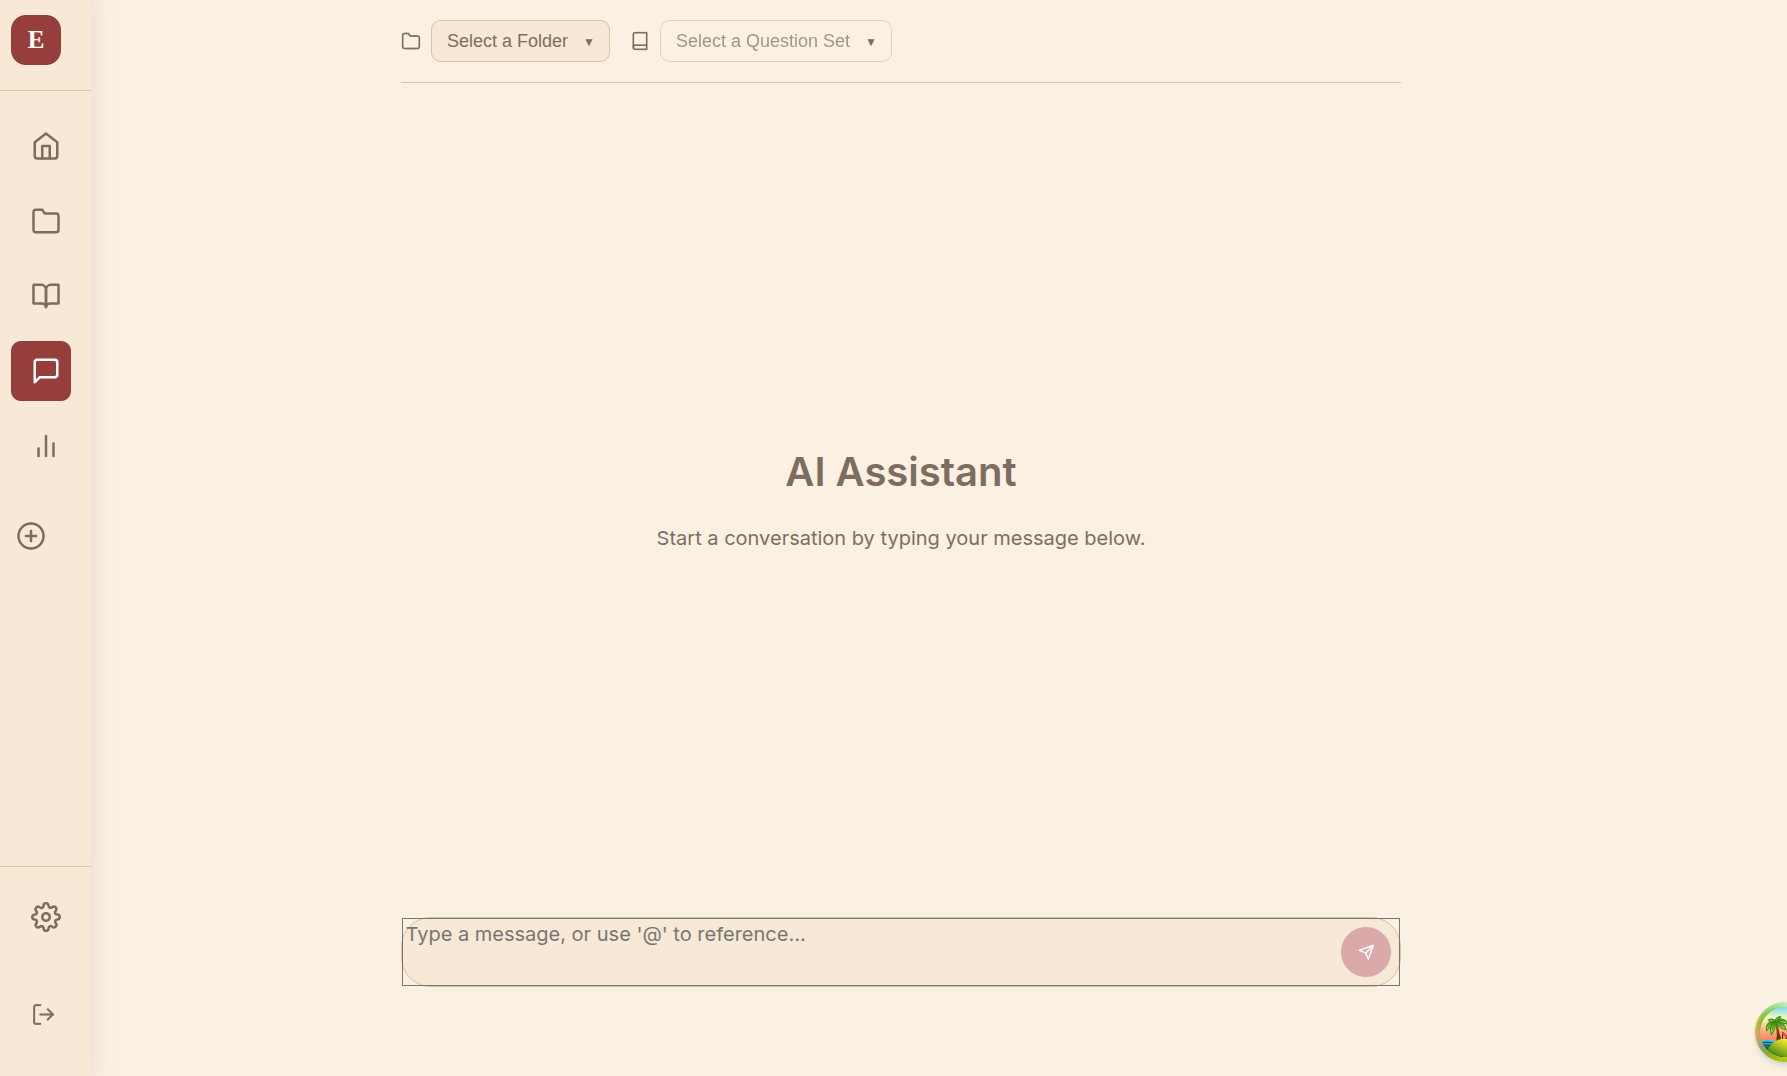 E
Select a Folder ▼
Select a Question Set ▼
AI Assistant
Start a conversation by typing your message below.
Type a message, or use '@' to reference...